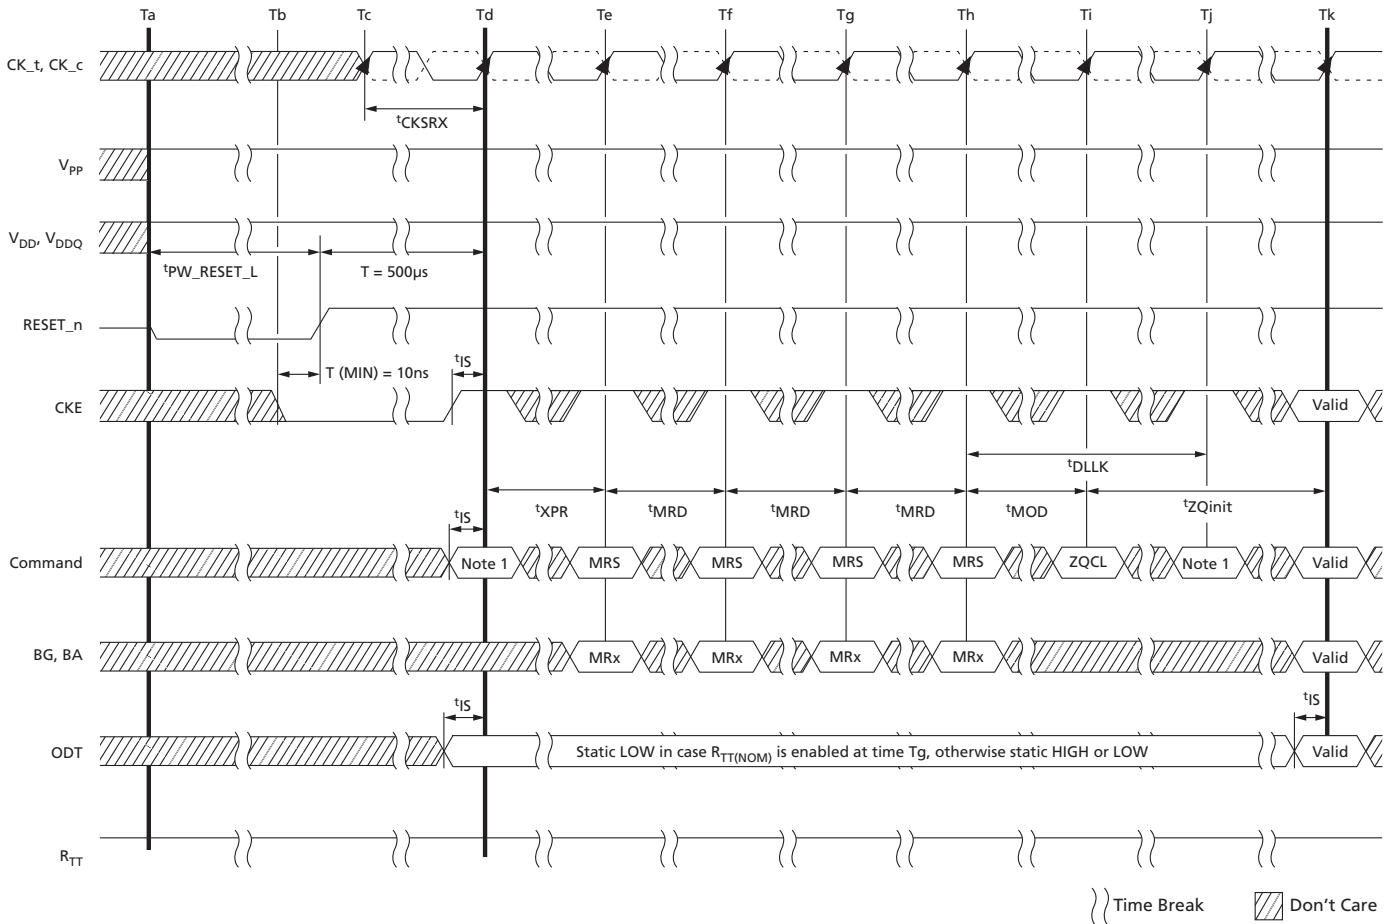 Ta Tb Tc Td Te Tf Tg Th Ti Tj Tk
CK_t, CK_c
tCKSRX
VPP
VDD, VDDQ
tPW_RESET_L T = 500μs
RESET_n
T (MIN) = 10ns tIS
CKE Valid
tDLLK
tXPR tMRD tMRD tMRD tMOD tZQinit
tIS
Command Note 1 MRS MRS MRS MRS ZQCL Note 1 Valid
BG, BA MRx MRx MRx MRx Valid
tIS tIS
ODT Static LOW in case RTT(NOM) is enabled at time Tg, otherwise static HIGH or LOW Valid
RTT
Time Break Don't Care